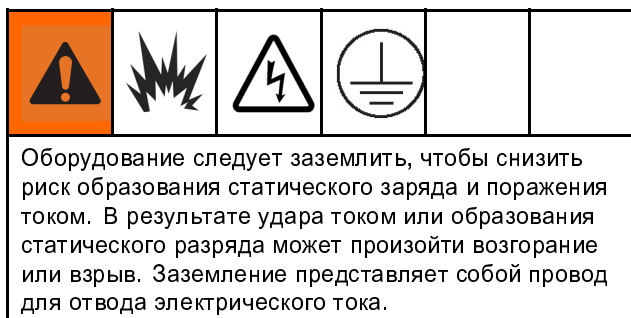 Оборудование следует заземлить, чтобы снизить
риск образования статического заряда и поражения
током. В результате удара током или образования
статического разряда может произойти возгорание
или взрыв. Заземление представляет собой провод
для отвода электрического тока.